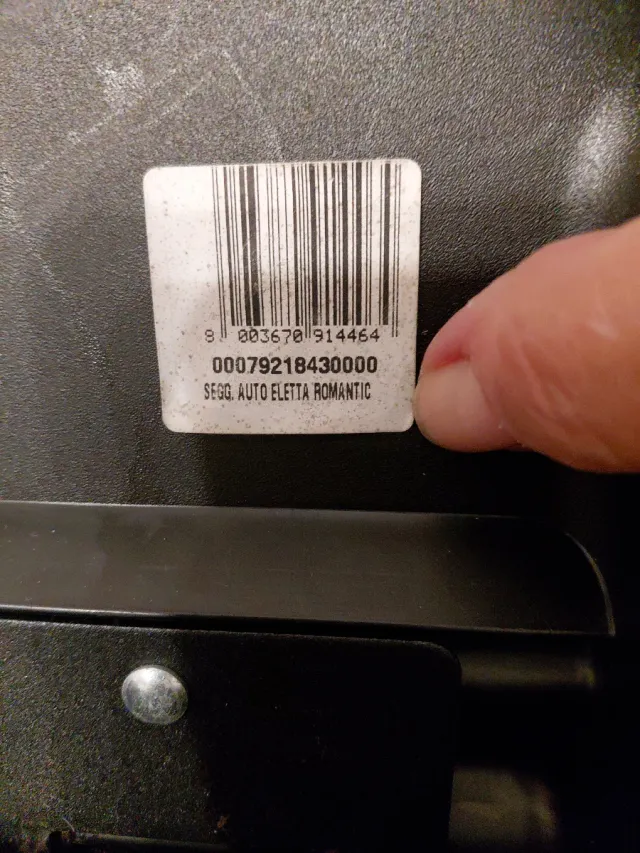 8 003670 914464
00079218430000
SEGG. AUTO ELETTA ROMANTIC